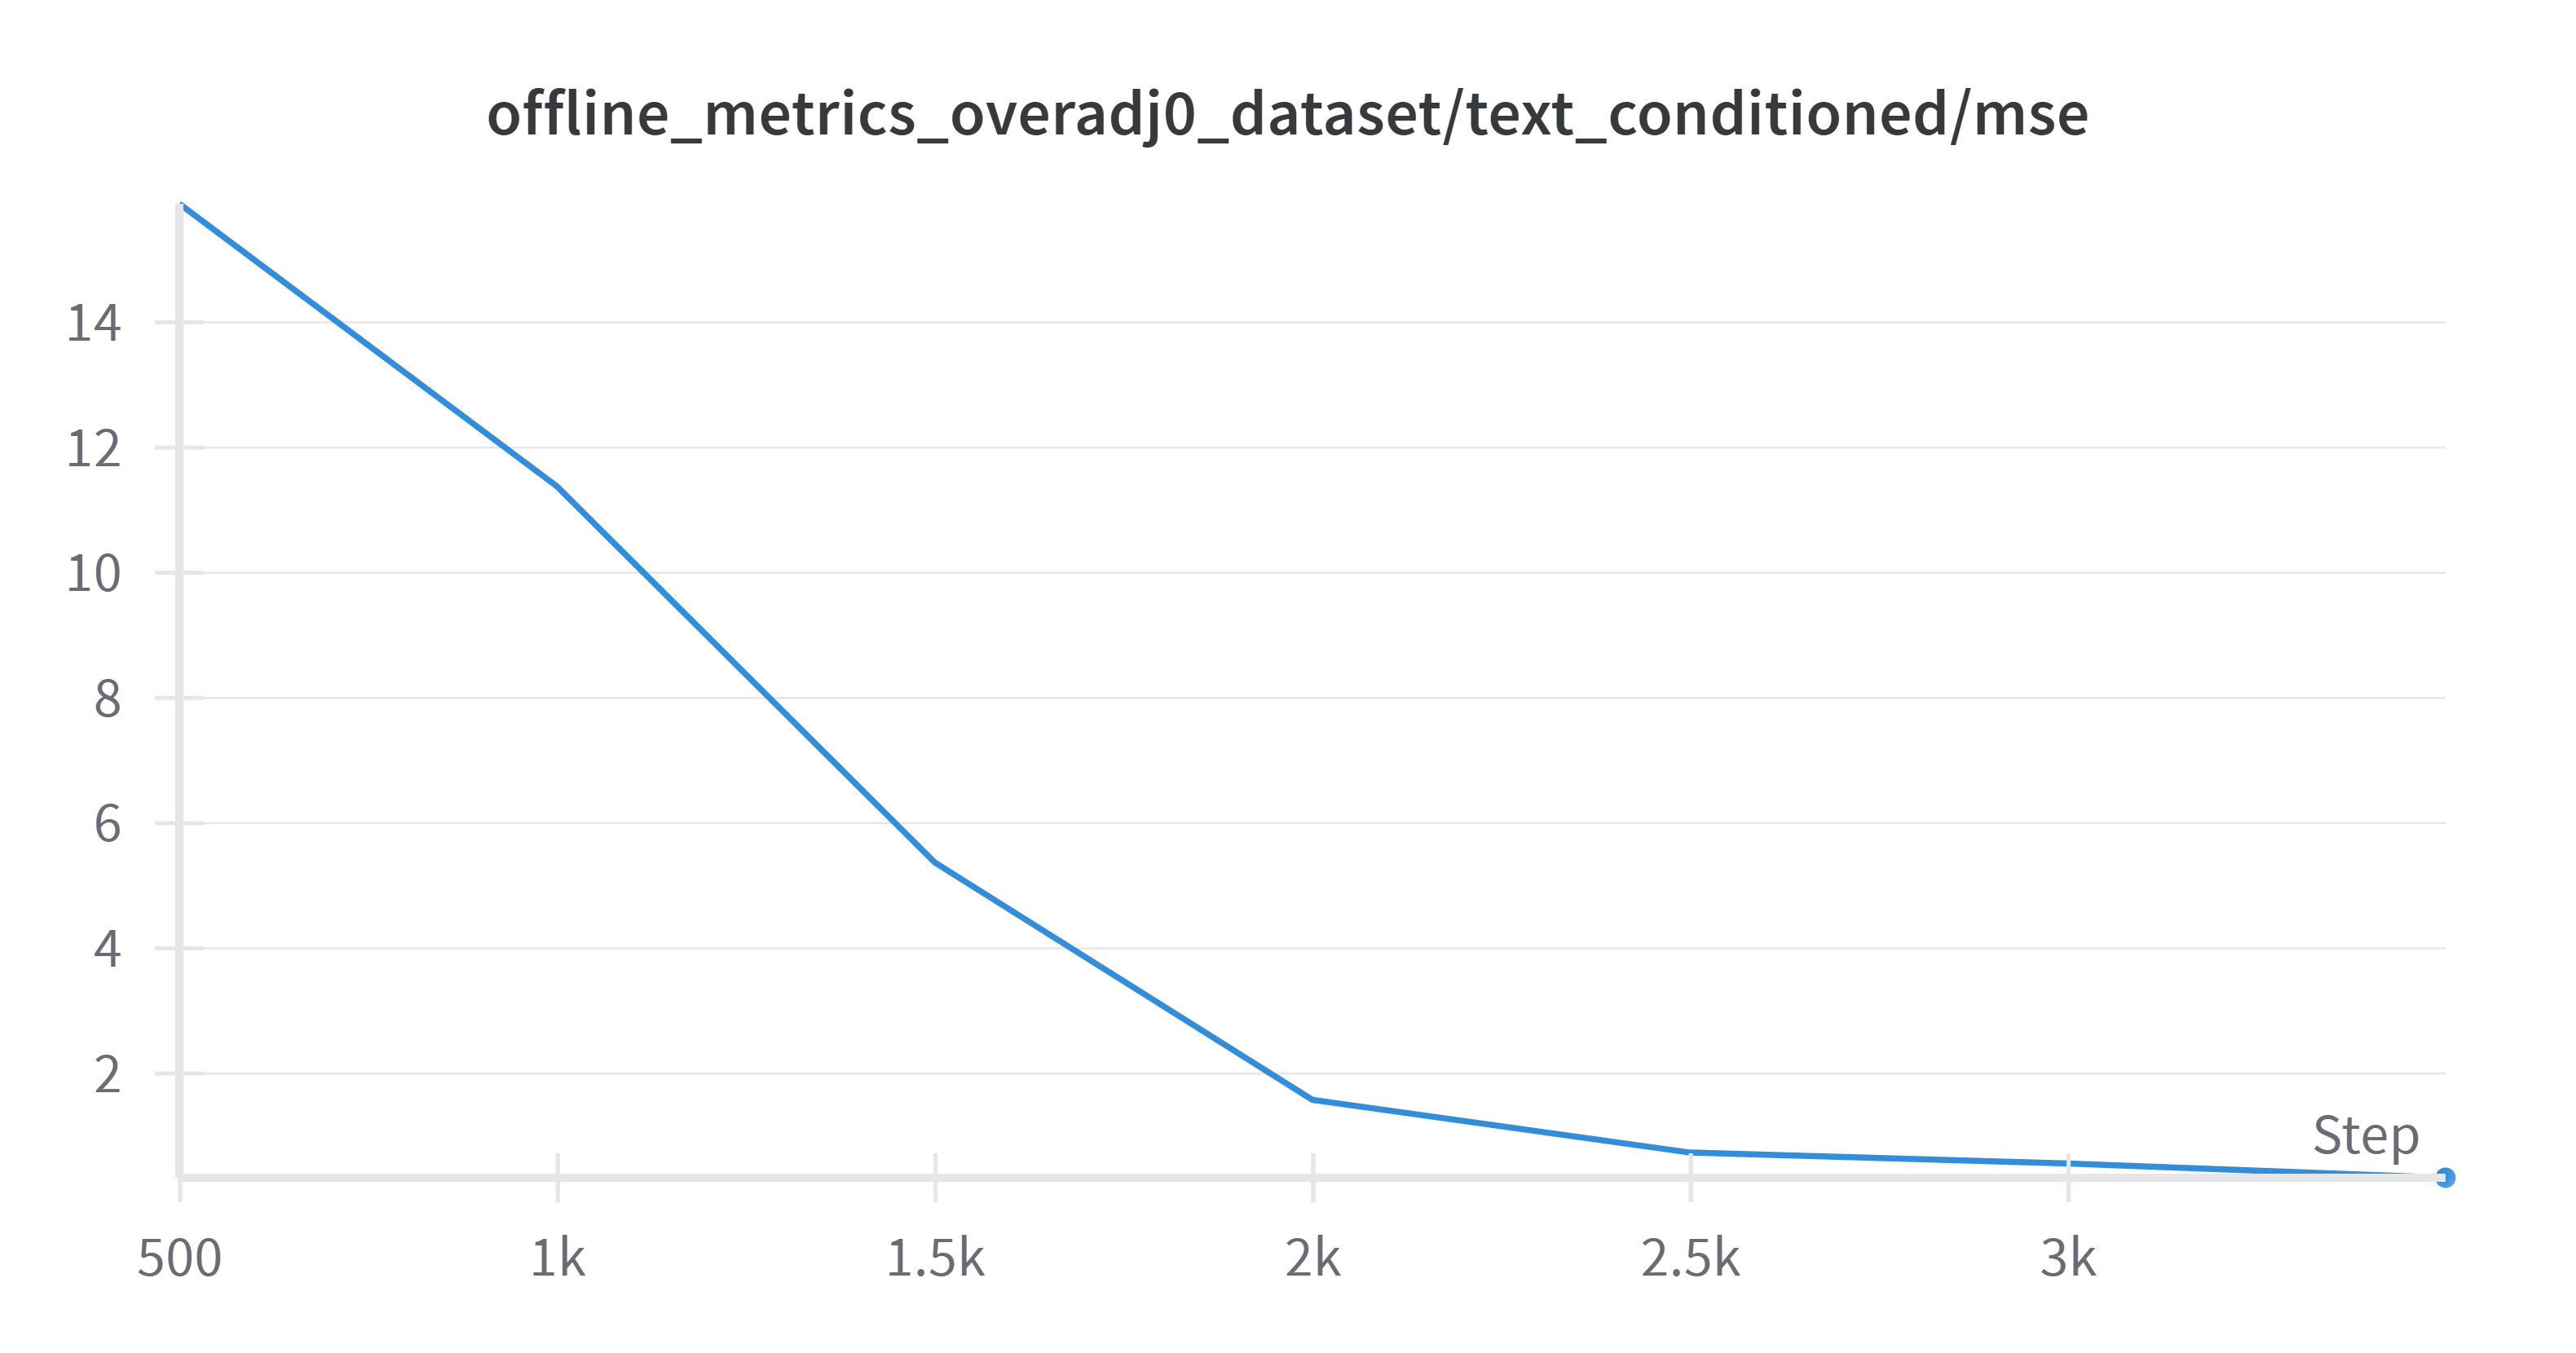 offline_metrics_overadj0_dataset/text_conditioned/mse
14
12
10
8
6
4
2
Step
500 1k 1.5k 2k 2.5k 3k